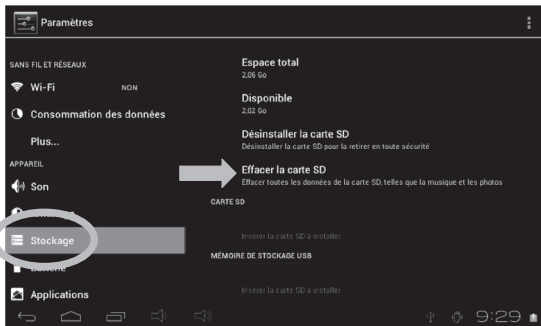 Paramètres
SANS FIL ET RÉSEAUX
Wi-Fi NON
Consommation des données
Plus...
APPAREIL
Son
Stockage
Batterie
Applications
Espace total
2,06 Go
Disponible
2,02 Go
Désinstaller la carte SD
Désinstaller la carte SD pour la retirer en toute sécurité
Effacer la carte SD
Effacer toutes les données de la carte SD, telles que la musique et les photos
CARTE SD
Insérer la carte SD à installer
MÉMOIRE DE STOCKAGE USB
Insérer la carte SD à installer
9:29